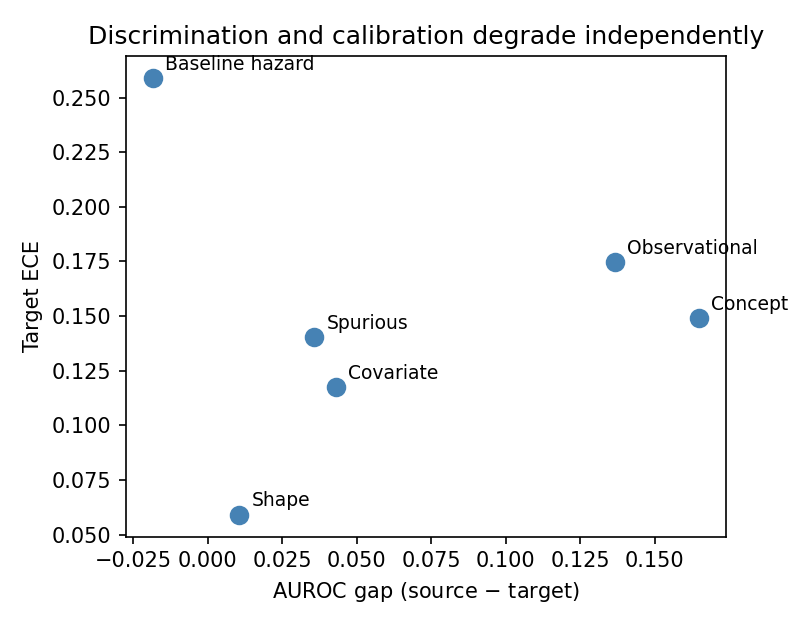 Discrimination and calibration degrade independently
Baseline hazard
0.250
0.225
0.200
0.175
0.150
0.125
0.100
0.075
0.050
Target ECE
Observational
Concept
Spurious
Covariate
Shape
−0.025 0.000 0.025 0.050 0.075 0.100 0.125 0.150
AUROC gap (source − target)